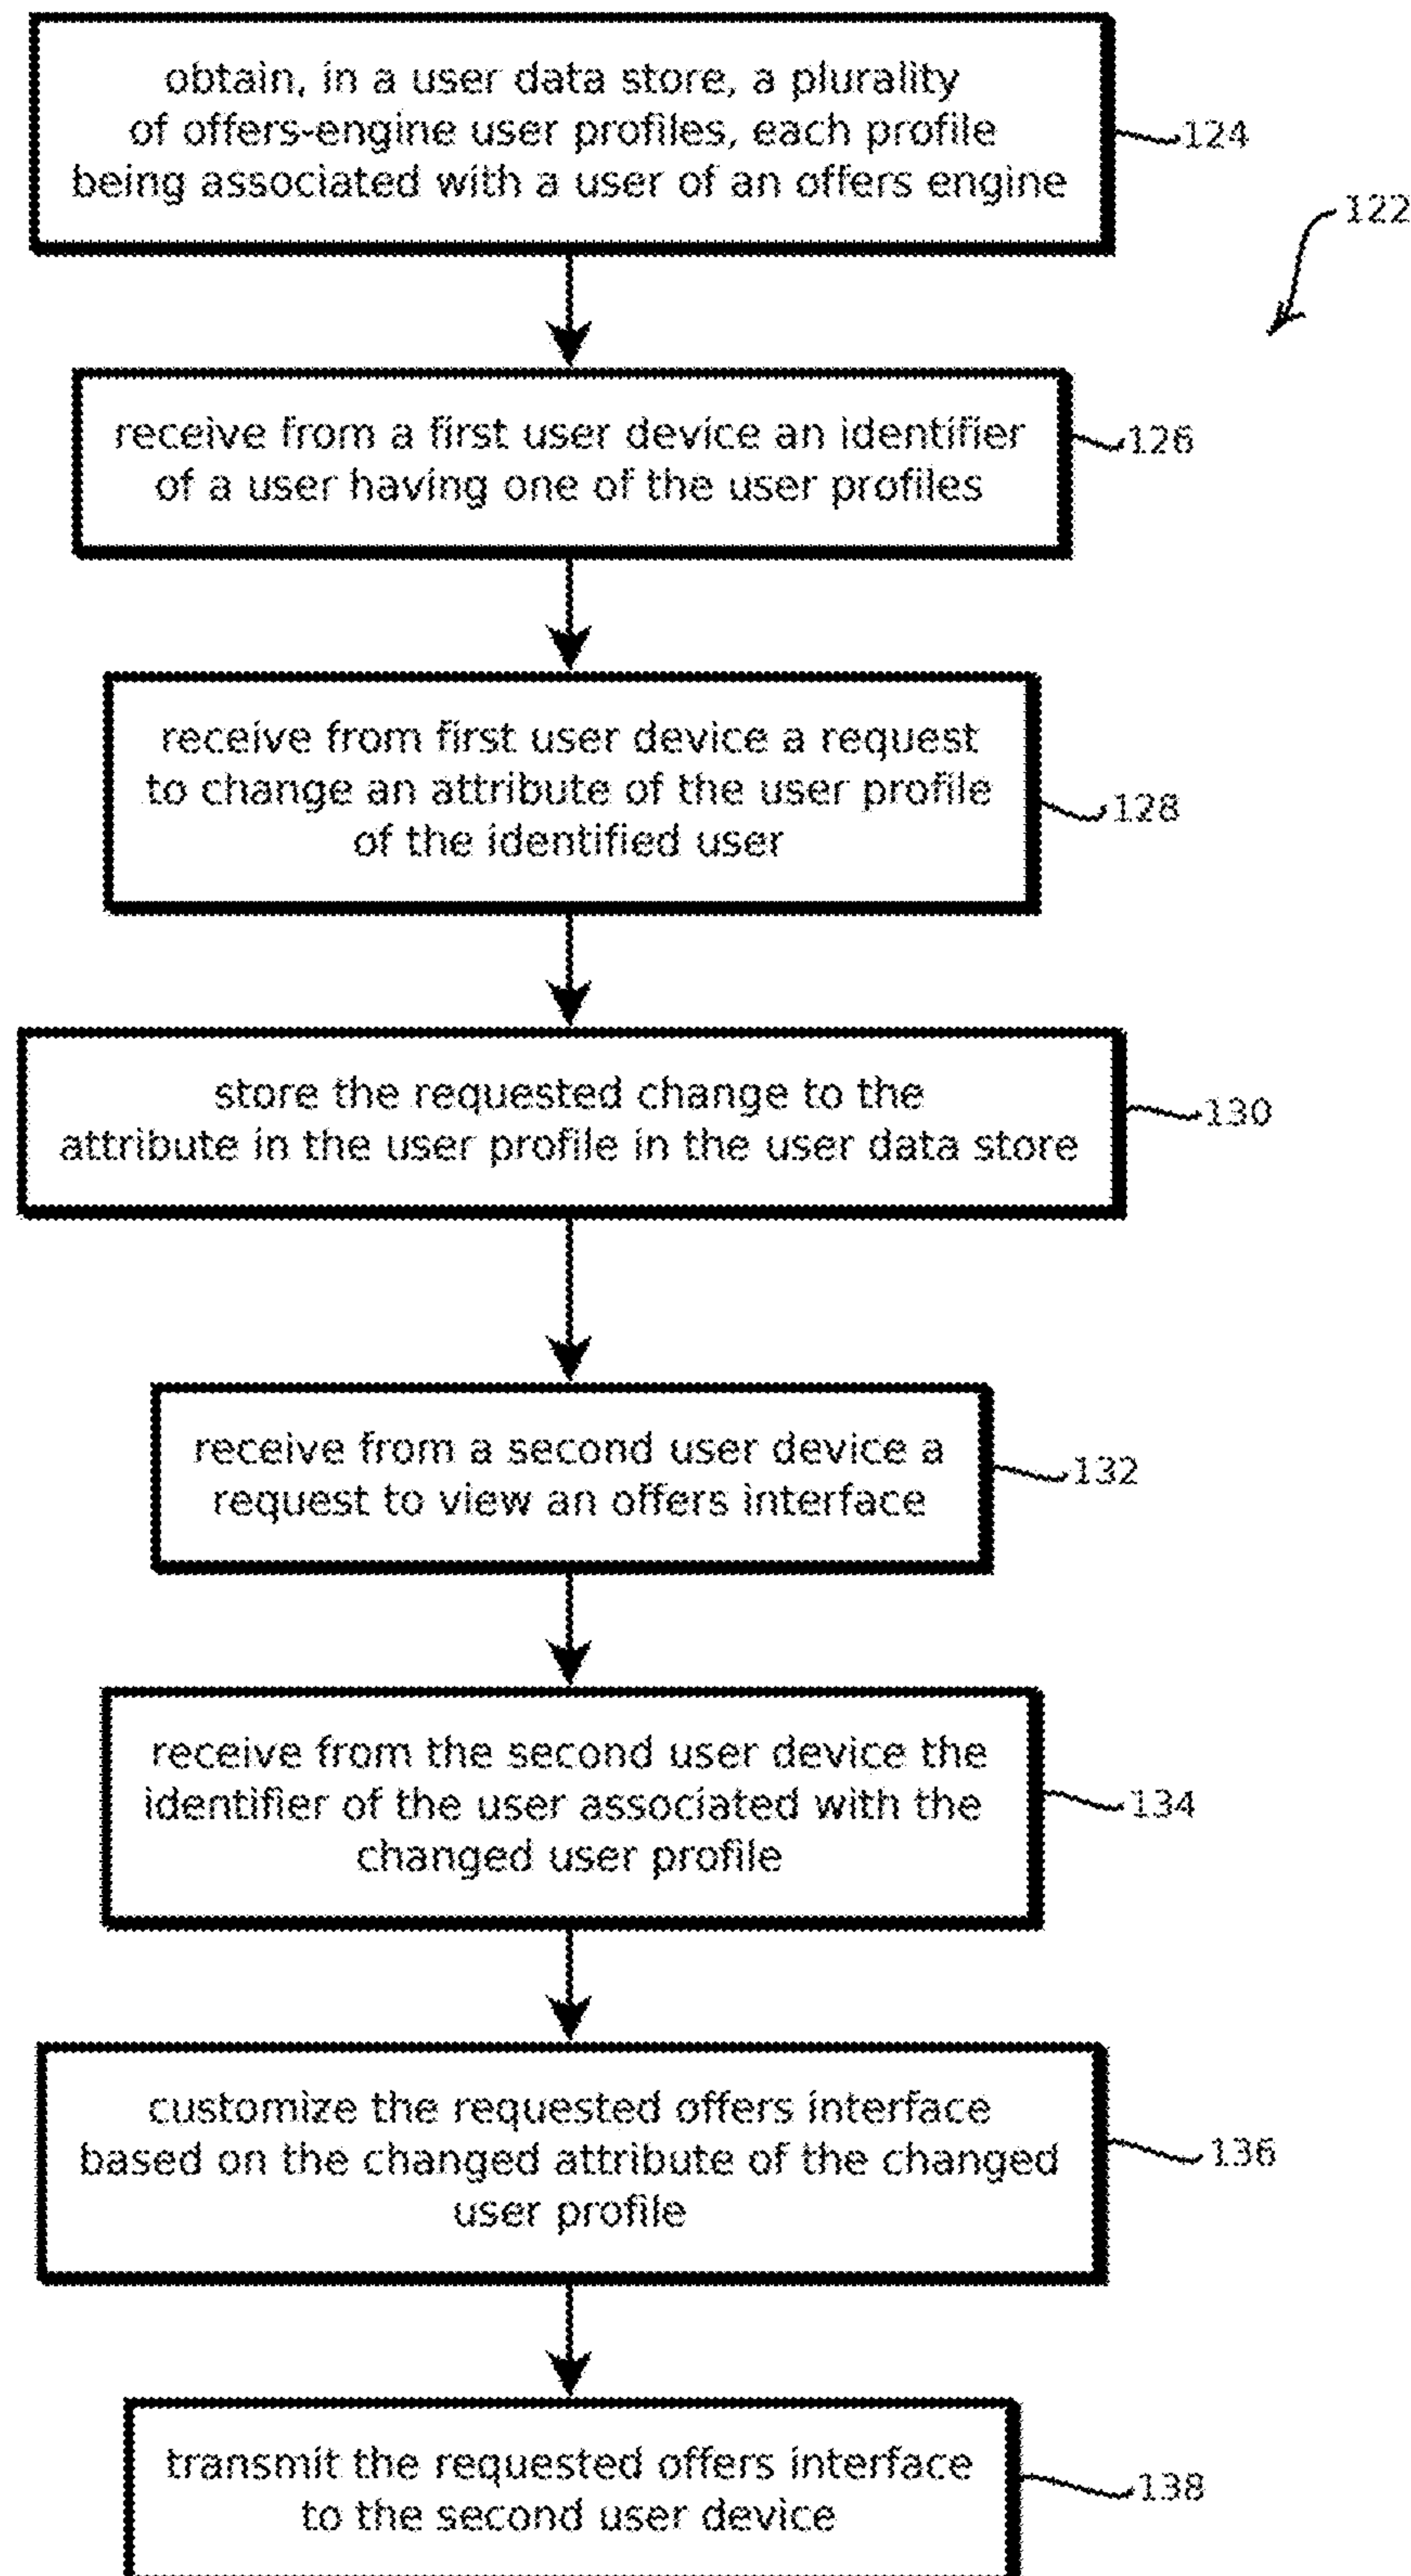 obtain, in a user data store, a plurality
of offers-engine user profiles, each profile
being associated with a user of an offers engine
124
122
receive from a first user device an identifier
of a user having one of the user profiles
126
receive from first user device a request
to change an attribute of the user profile
of the identified user
128
store the requested change to the
attribute in the user profile in the user data store
130
receive from a second user device a
request to view an offers interface
132
receive from the second user device the
identifier of the user associated with the
changed user profile
134
customize the requested offers interface
based on the changed attribute of the changed
user profile
136
transmit the requested offers interface
to the second user device
138